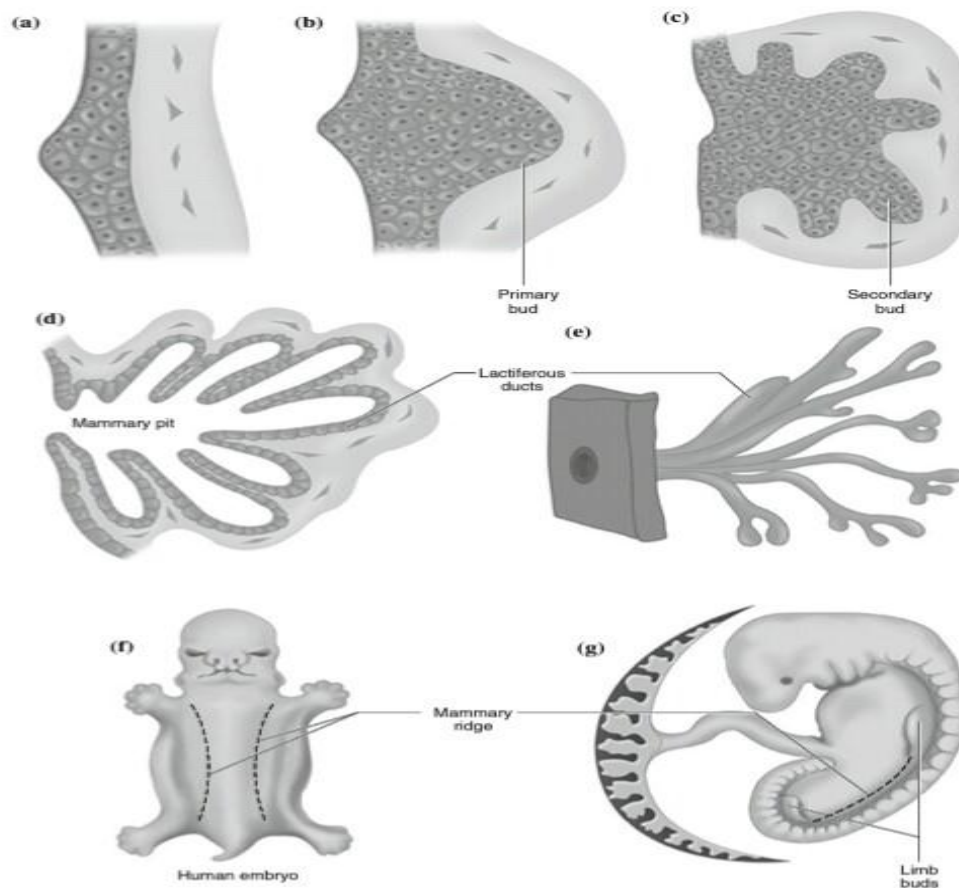 (a)
(b)
(c)
Primary
bud
Secondary
bud
(d)
(e)
Lactiferous
ducts
Mammary pit
(f)
(g)
Mammary
ridge
Human embryo
Limb
buds